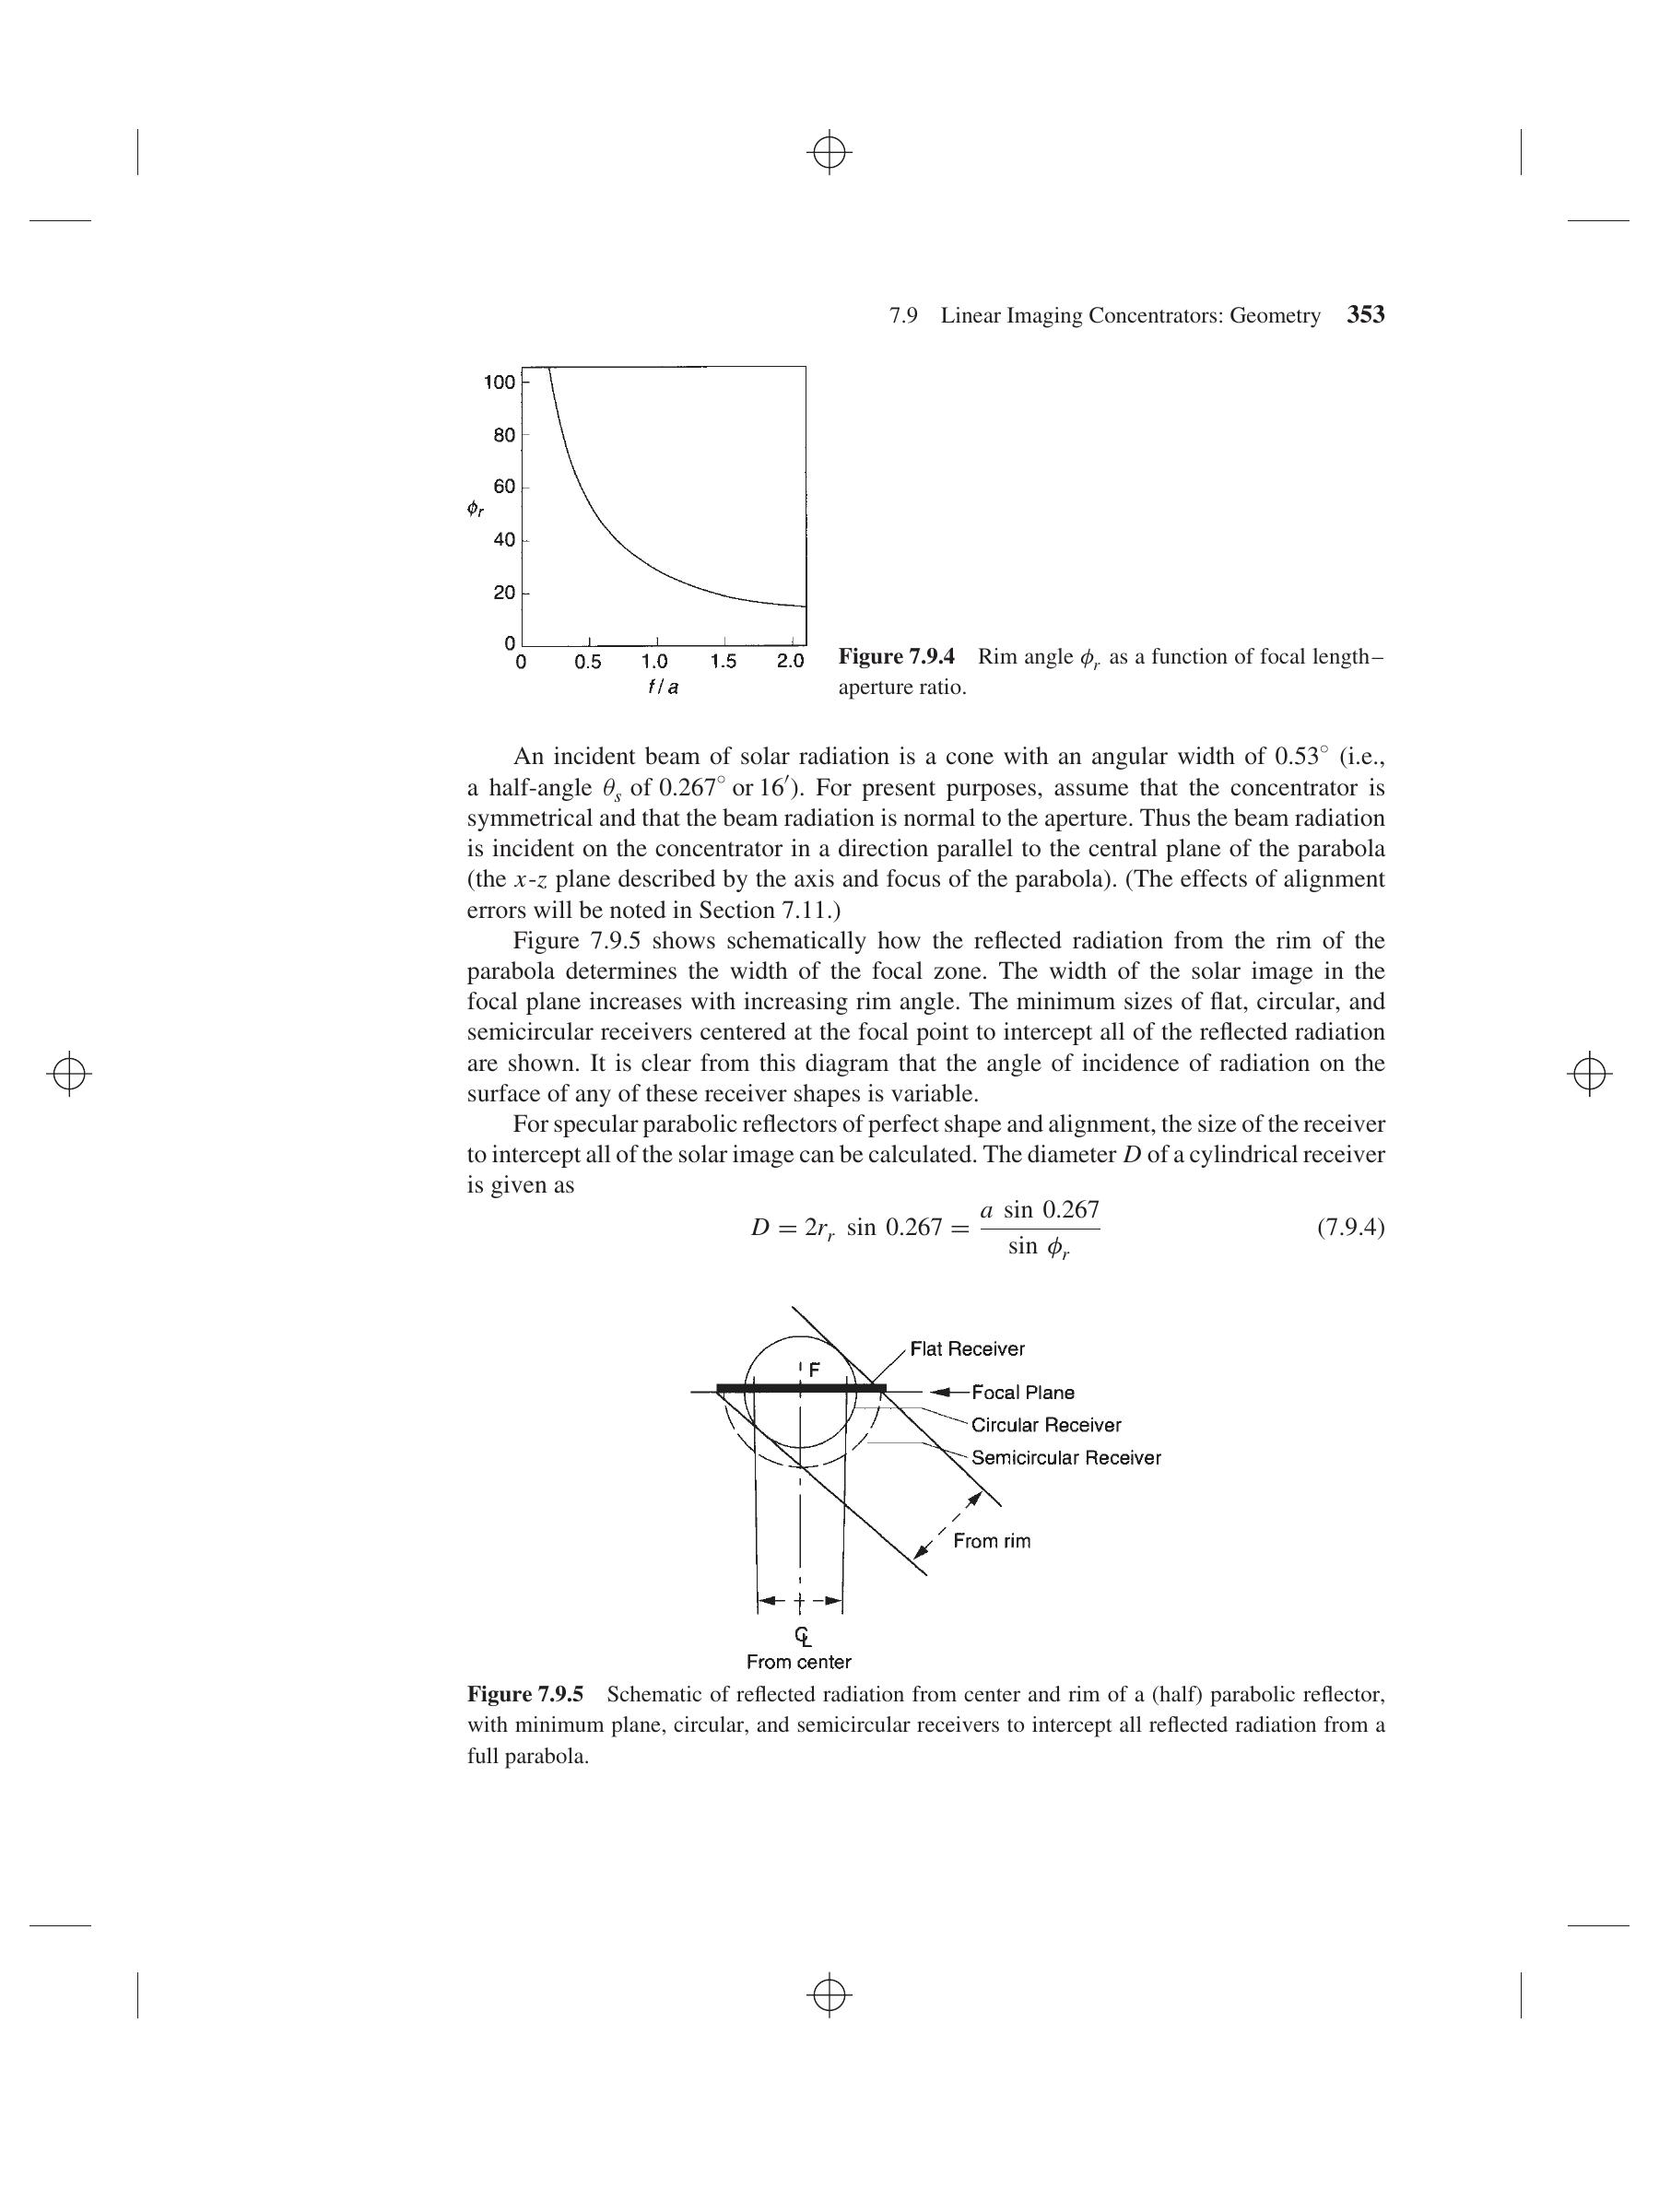 7.9 Linear Imaging Concentrators: Geometry 353
100
80
60
ϕr
40
20
0
0 0.5 1.0 1.5 2.0
f / a
Figure 7.9.4 Rim angle ϕr as a function of focal length–
aperture ratio.
An incident beam of solar radiation is a cone with an angular width of 0.53° (i.e.,
a half-angle θs of 0.267° or 16′). For present purposes, assume that the concentrator is
symmetrical and that the beam radiation is normal to the aperture. Thus the beam radiation
is incident on the concentrator in a direction parallel to the central plane of the parabola
(the x-z plane described by the axis and focus of the parabola). (The effects of alignment
errors will be noted in Section 7.11.)
Figure 7.9.5 shows schematically how the reflected radiation from the rim of the
parabola determines the width of the focal zone. The width of the solar image in the
focal plane increases with increasing rim angle. The minimum sizes of flat, circular, and
semicircular receivers centered at the focal point to intercept all of the reflected radiation
are shown. It is clear from this diagram that the angle of incidence of radiation on the
surface of any of these receiver shapes is variable.
For specular parabolic reflectors of perfect shape and alignment, the size of the receiver
to intercept all of the solar image can be calculated. The diameter D of a cylindrical receiver
is given as
D = 2rr sin 0.267 = a sin 0.267 / sin ϕr (7.9.4)
Flat Receiver
F
Focal Plane
Circular Receiver
Semicircular Receiver
From rim
℄
From center
Figure 7.9.5 Schematic of reflected radiation from center and rim of a (half) parabolic reflector,
with minimum plane, circular, and semicircular receivers to intercept all reflected radiation from a
full parabola.